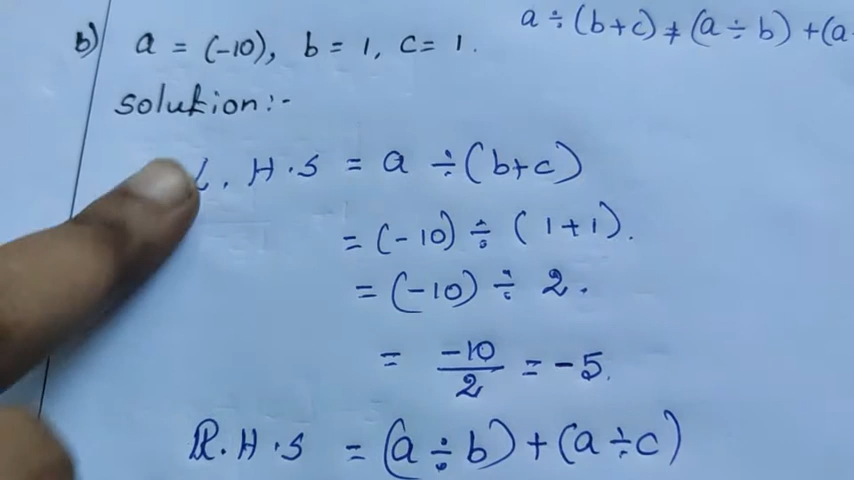 a ÷ (b+c) ≠ (a ÷ b) + (a
b) a = (-10), b = 1, c = 1.
Solution:-
L.H.S = a ÷ (b+c)
= (-10) ÷ (1+1).
= (-10) ÷ 2.
= -10/2 = -5.
R.H.S = (a ÷ b) + (a ÷ c)